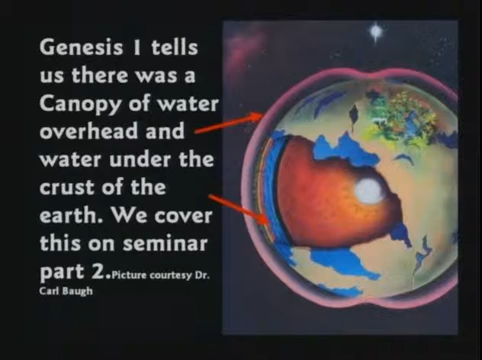 Genesis 1 tells
us there was a
Canopy of water
overhead and
water under the
crust of the
earth. We cover
this on seminar
part 2.Picture courtesy Dr.
Carl Baugh